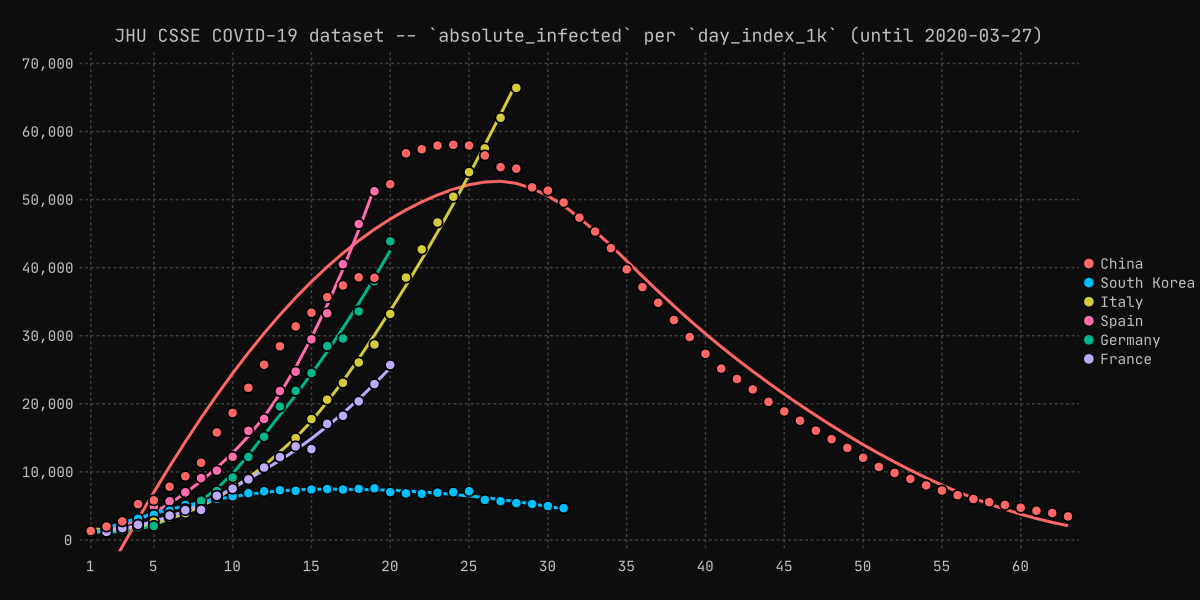 JHU CSSE COVID-19 dataset -- `absolute_infected` per `day_index_1k` (until 2020-03-27)
70,000
60,000
50,000
40,000
30,000
20,000
10,000
0
1 5 10 15 20 25 30 35 40 45 50 55 60
China
South Korea
Italy
Spain
Germany
France